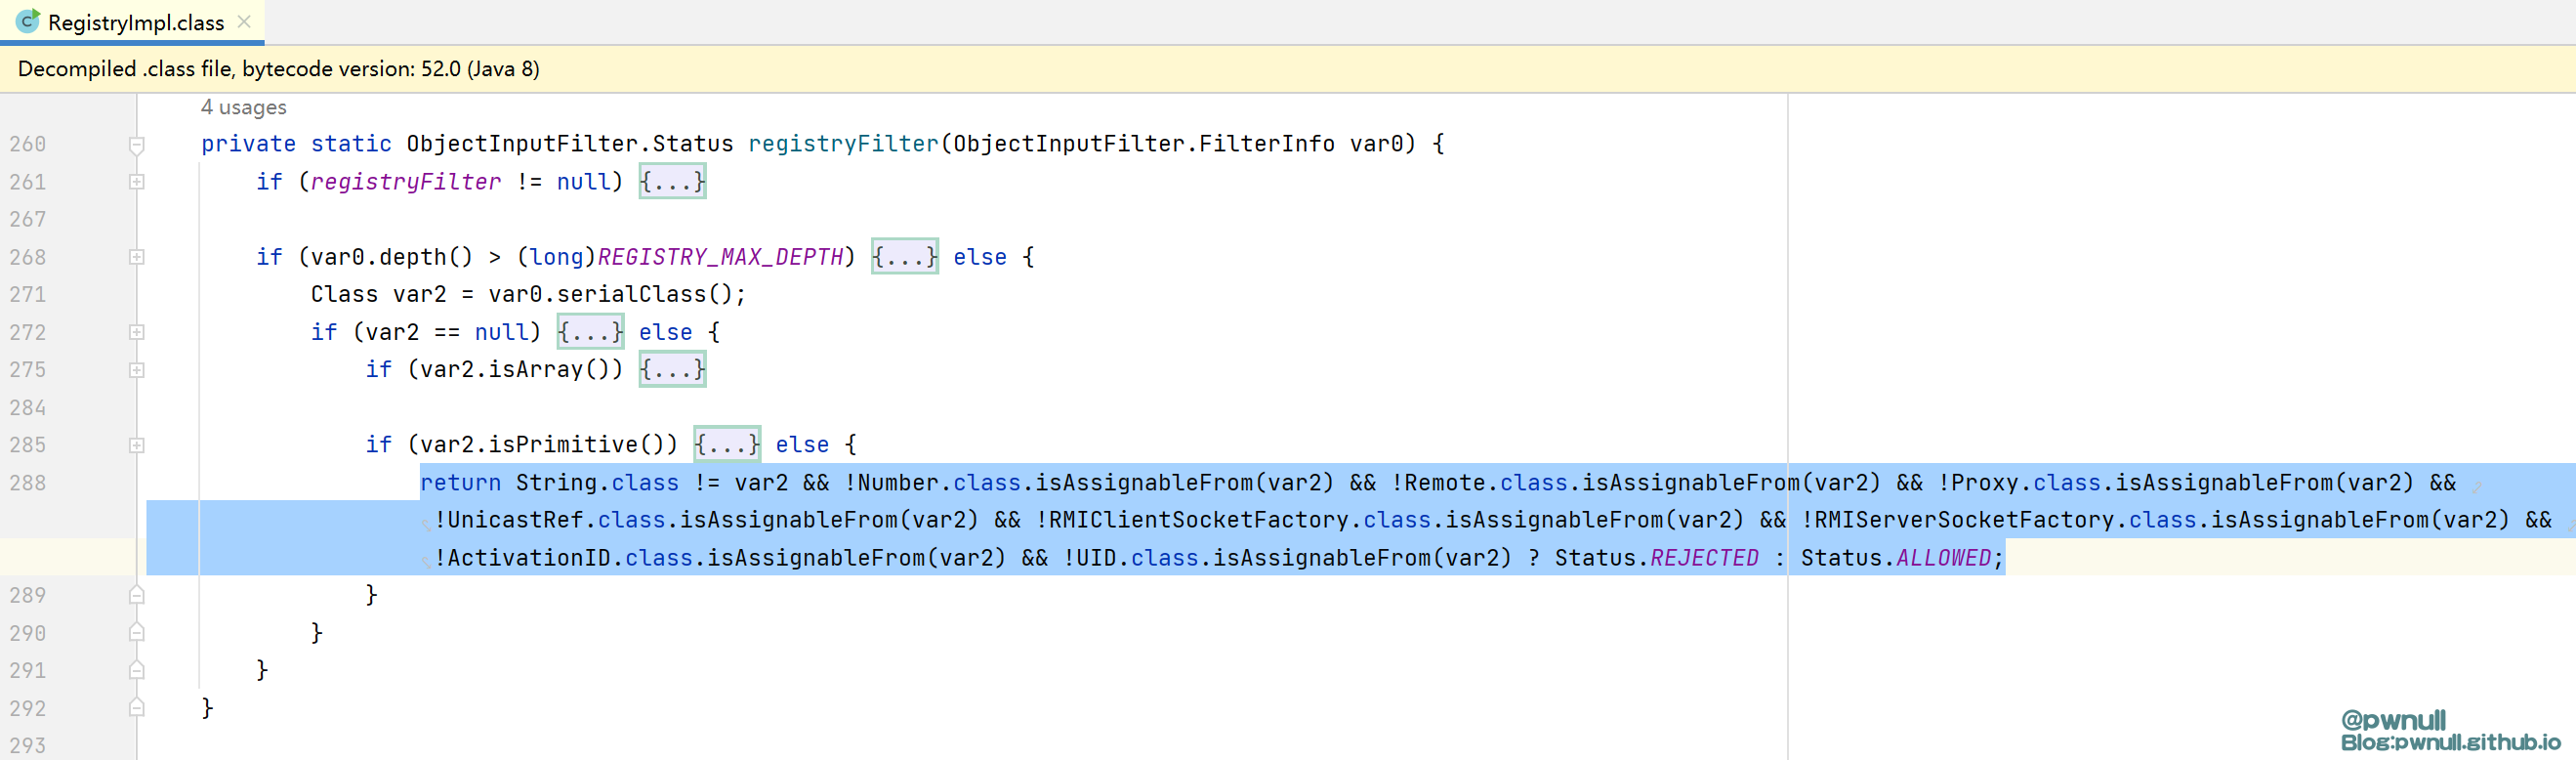 RegistryImpl.class
Decompiled .class file, bytecode version: 52.0 (Java 8)
4 usages
260 private static ObjectInputFilter.Status registryFilter(ObjectInputFilter.FilterInfo var0) {
261 if (registryFilter != null) {...}
267
268 if (var0.depth() > (long)REGISTRY_MAX_DEPTH) {...} else {
271 Class var2 = var0.serialClass();
272 if (var2 == null) {...} else {
275 if (var2.isArray()) {...}
284
285 if (var2.isPrimitive()) {...} else {
288 return String.class != var2 && !Number.class.isAssignableFrom(var2) && !Remote.class.isAssignableFrom(var2) && !Proxy.class.isAssignableFrom(var2) &&
!UnicastRef.class.isAssignableFrom(var2) && !RMIClientSocketFactory.class.isAssignableFrom(var2) && !RMIServerSocketFactory.class.isAssignableFrom(var2) &&
!ActivationID.class.isAssignableFrom(var2) && !UID.class.isAssignableFrom(var2) ? Status.REJECTED : Status.ALLOWED;
289 }
290 }
291 }
292 }
293
@pwnull
Blog:pwnull.github.io